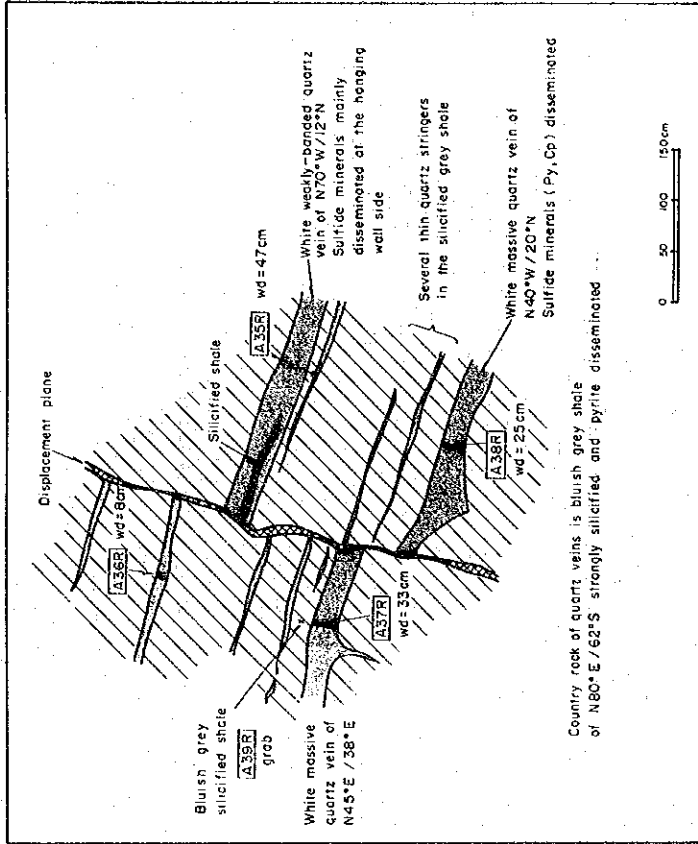 Displacement plane
A36R wd = 8cm
Silicified shale
A35R wd = 47cm
White weakly-banded quartz
vein of N70°W/12°N
Sulfide minerals mainly
disseminated at the hanging
wall side
Several thin quartz stringers
in the silicified grey shale
White massive quartz vein of
N40°W/20°N
Sulfide minerals (Py, Cp) disseminated
Bluish grey
silicified shale
A39R
grab
White massive
quartz vein of
N45°E/38°E
A37R
wd = 33cm
A38R
wd = 25cm
Country rock of quartz veins is bluish grey shale
of N80°E/62°S strongly silicified and pyrite disseminated
0 50 100 150cm